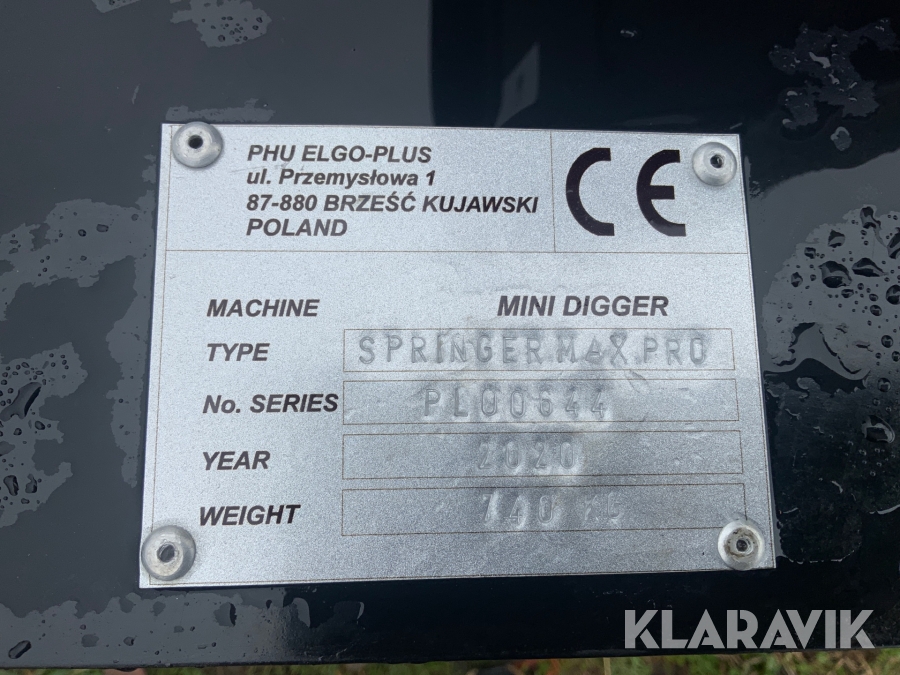 PHU ELGO-PLUS
ul. Przemysłowa 1
87-880 BRZEŚĆ KUJAWSKI
POLAND
CE
MACHINE MINI DIGGER
TYPE SPRINGER MAX PRO
No. SERIES PL00644
YEAR 2020
WEIGHT
KLARAVIK